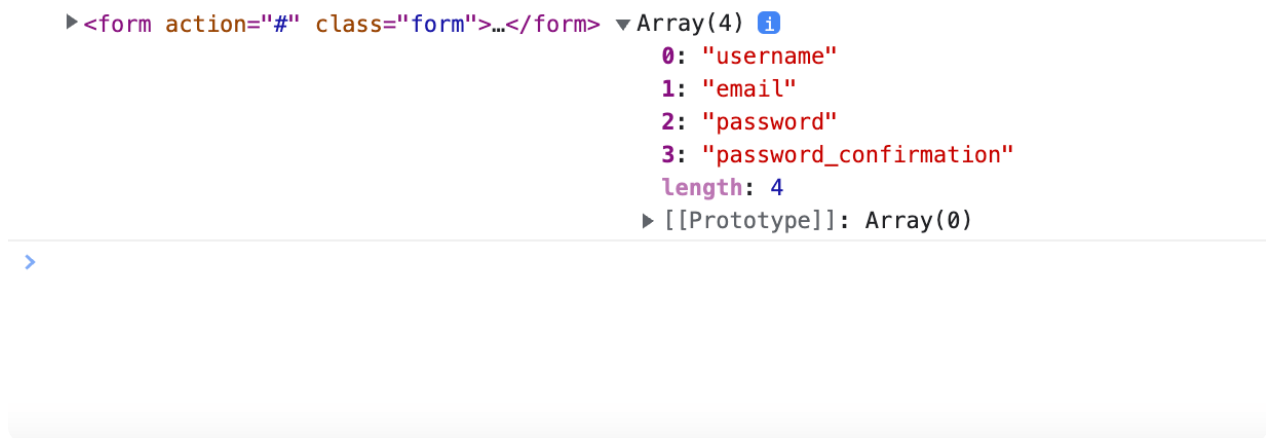 ▶<form action="#" class="form">…</form> ▼Array(4) i
0: "username"
1: "email"
2: "password"
3: "password_confirmation"
length: 4
▶[[Prototype]]: Array(0)
>